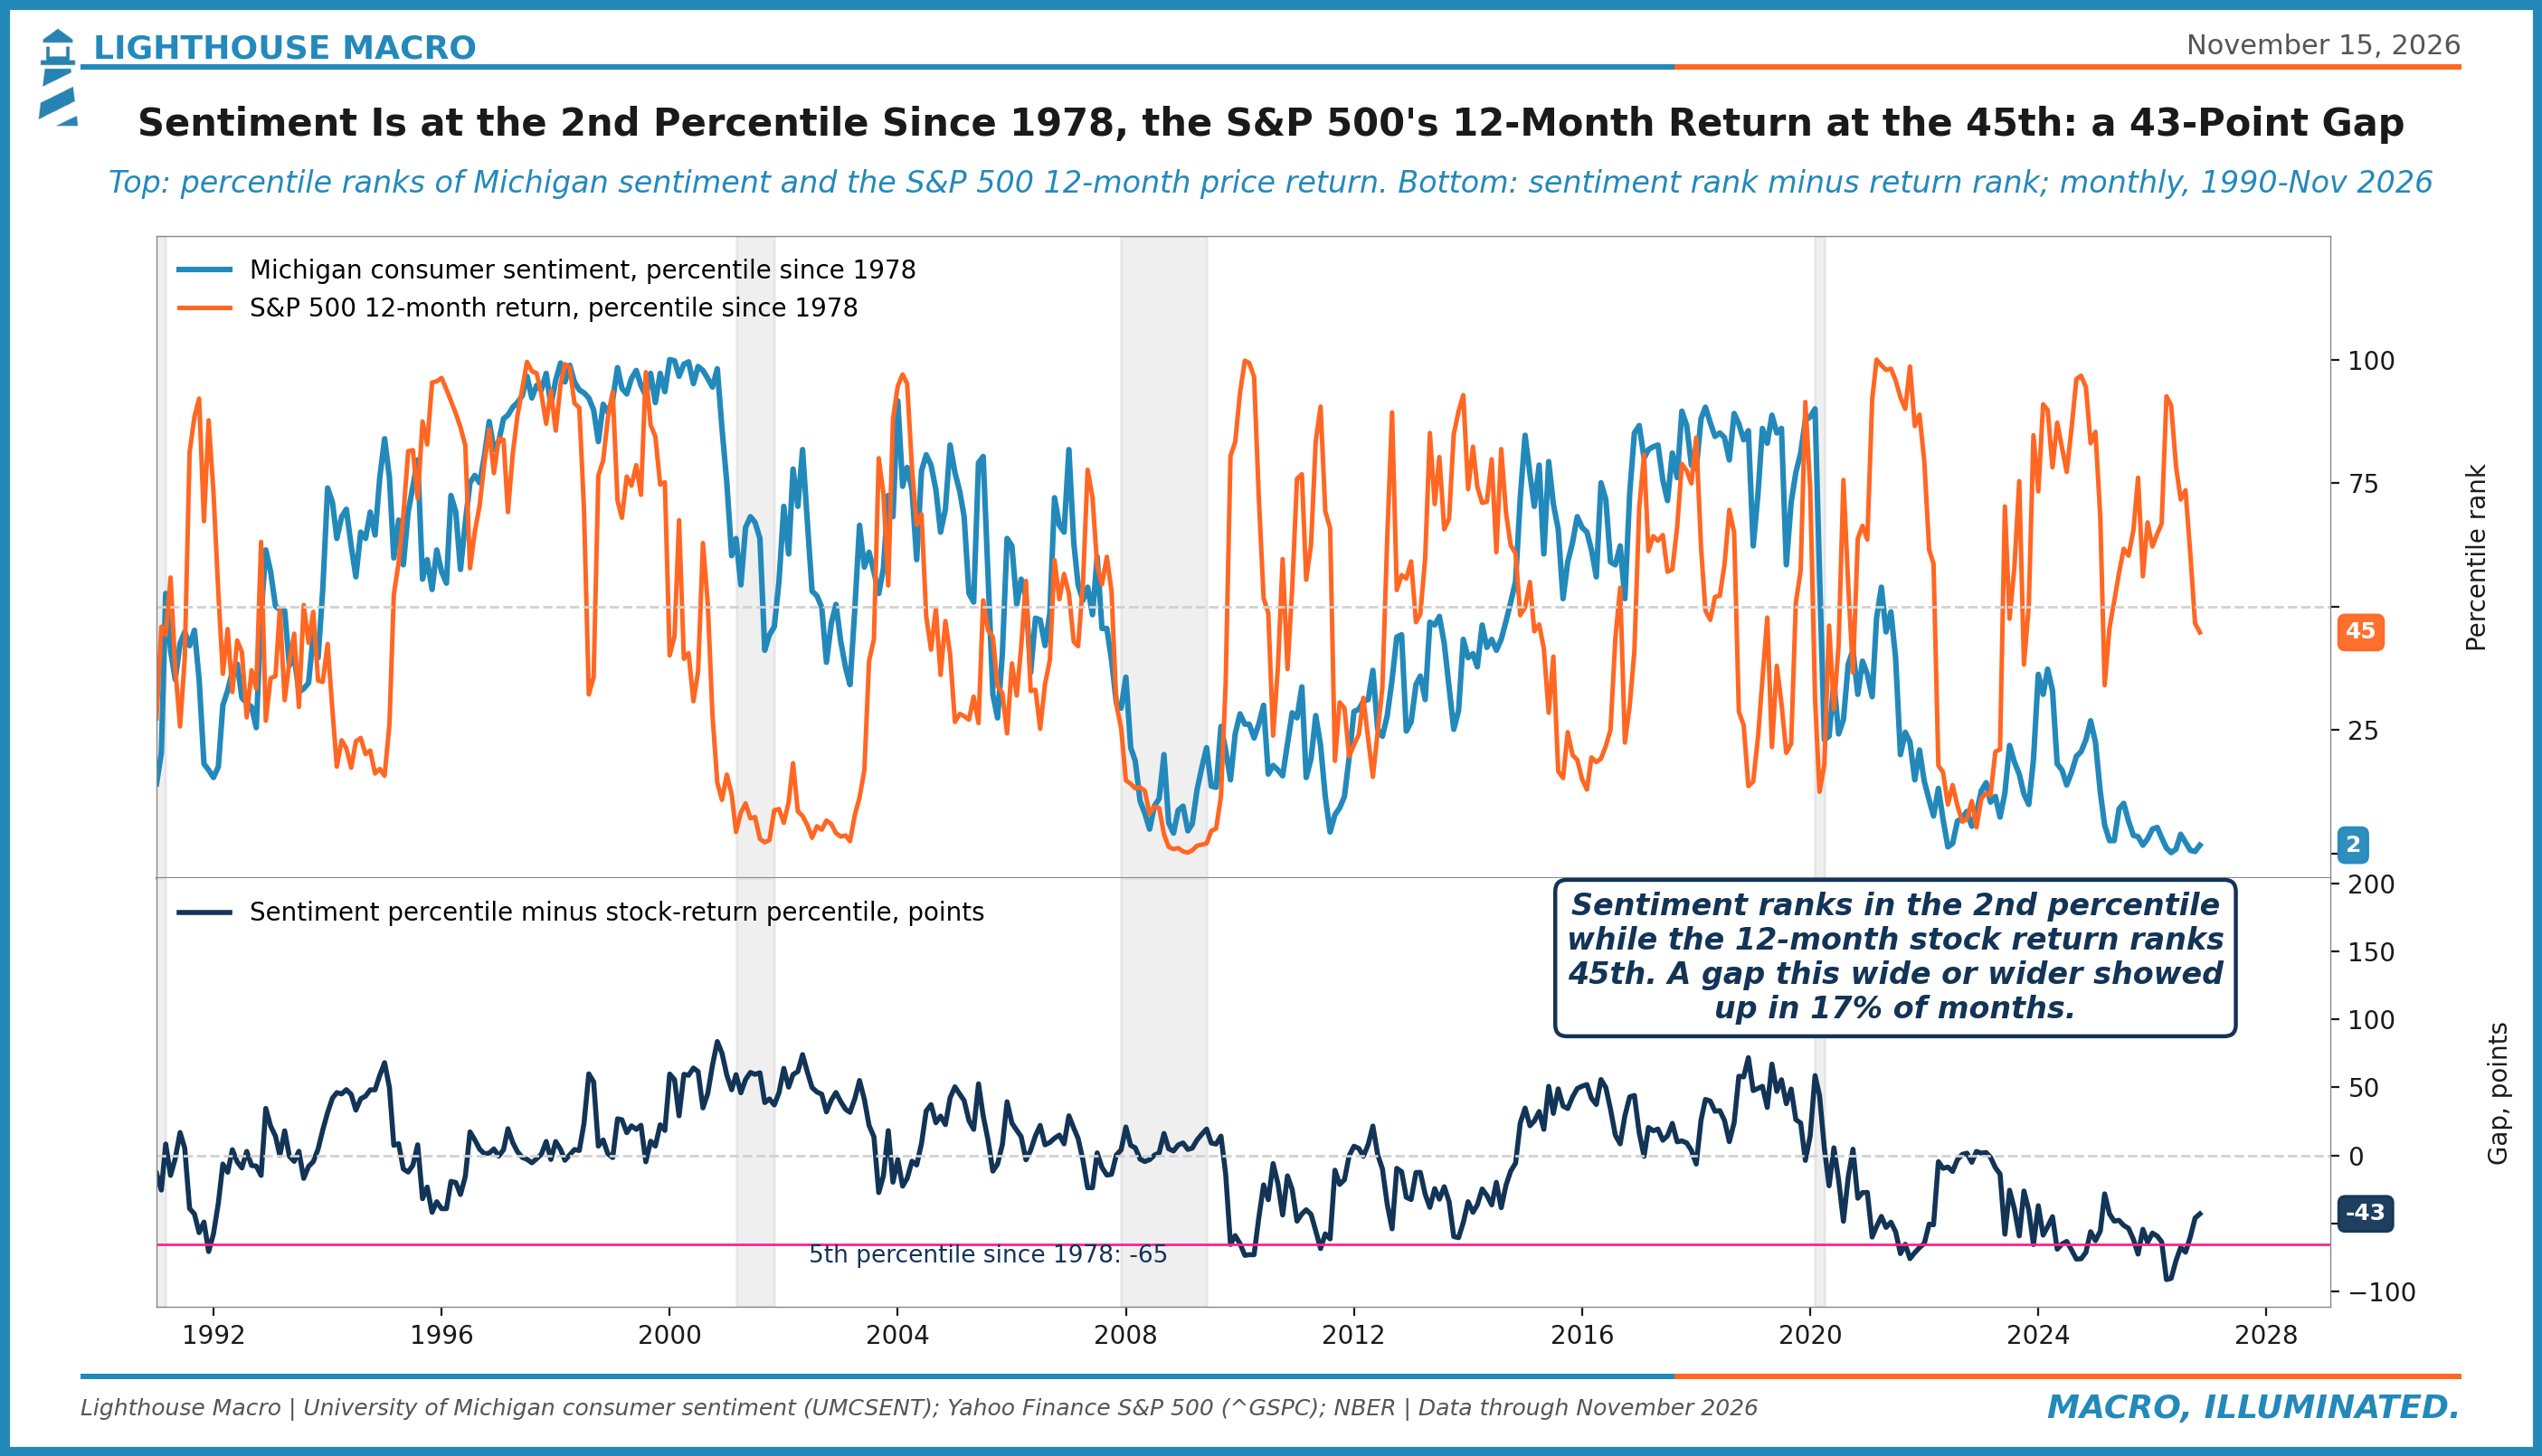 LIGHTHOUSE MACRO
November 15, 2026
Sentiment Is at the 2nd Percentile Since 1978, the S&P 500's 12-Month Return at the 45th: a 43-Point Gap
Top: percentile ranks of Michigan sentiment and the S&P 500 12-month price return. Bottom: sentiment rank minus return rank; monthly, 1990-Nov 2026
Michigan consumer sentiment, percentile since 1978
S&P 500 12-month return, percentile since 1978
100
75
45
25
2
Percentile rank
Sentiment percentile minus stock-return percentile, points
Sentiment ranks in the 2nd percentile
while the 12-month stock return ranks
45th. A gap this wide or wider showed
up in 17% of months.
5th percentile since 1978: -65
200
150
100
50
0
-43
−100
Gap, points
1992
1996
2000
2004
2008
2012
2016
2020
2024
2028
Lighthouse Macro | University of Michigan consumer sentiment (UMCSENT); Yahoo Finance S&P 500 (^GSPC); NBER | Data through November 2026
MACRO, ILLUMINATED.